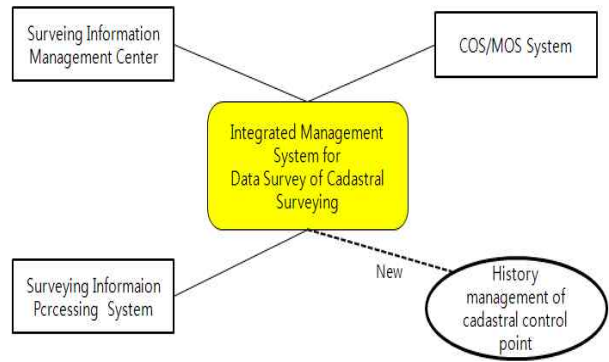 Surveing Information
Management Center
COS/MOS System
Integrated Management
System for
Data Survey of Cadastral
Surveying
Surveying Informaion
Pcrcessing System
New
History
management of
cadastral control
point